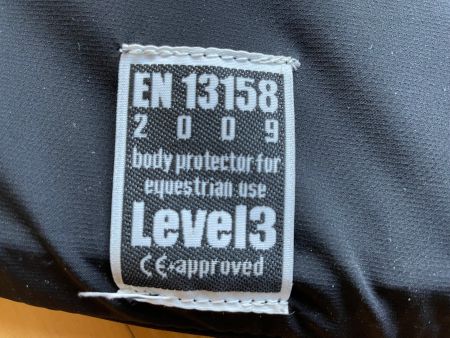 EN 13158
2009
body protector for
equestrian use
Level3
CE-approved